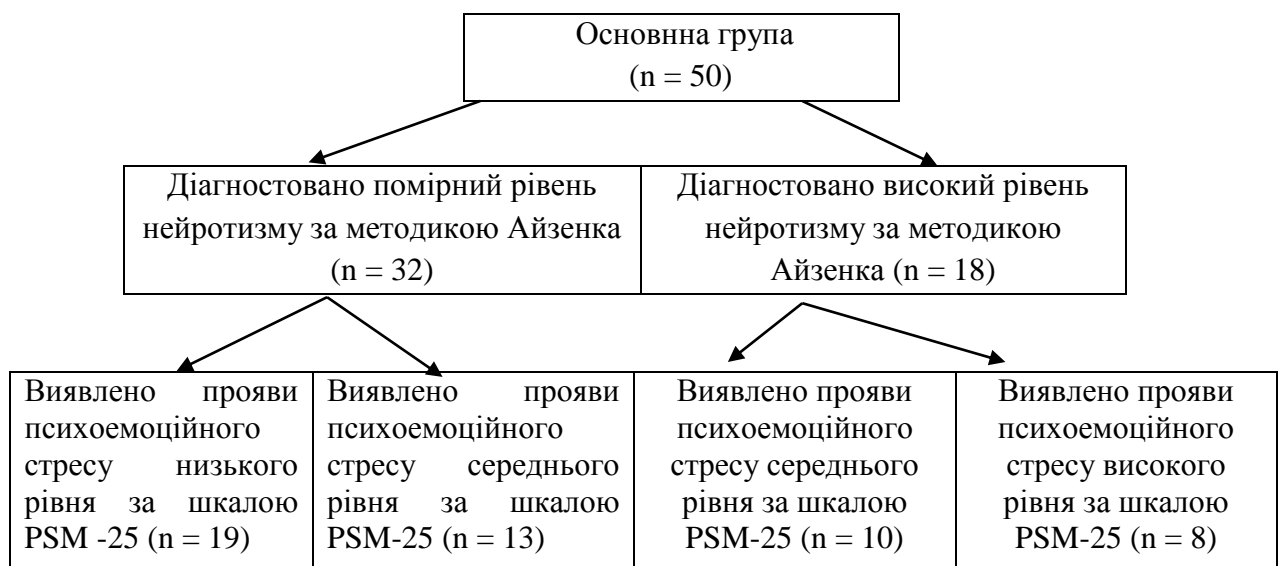 Основнна група
(n = 50)
Діагностовано помірний рівень
нейротизму за методикою Айзенка
(n = 32)
Діагностовано високий рівень
нейротизму за методикою
Айзенка (n = 18)
Виявлено прояви
психоемоційного
стресу низького
рівня за шкалою
PSM -25 (n = 19)
Виявлено прояви
психоемоційного
стресу середнього
рівня за шкалою
PSM-25 (n = 13)
Виявлено прояви
психоемоційного
стресу середнього
рівня за шкалою
PSM-25 (n = 10)
Виявлено прояви
психоемоційного
стресу високого
рівня за шкалою
PSM-25 (n = 8)